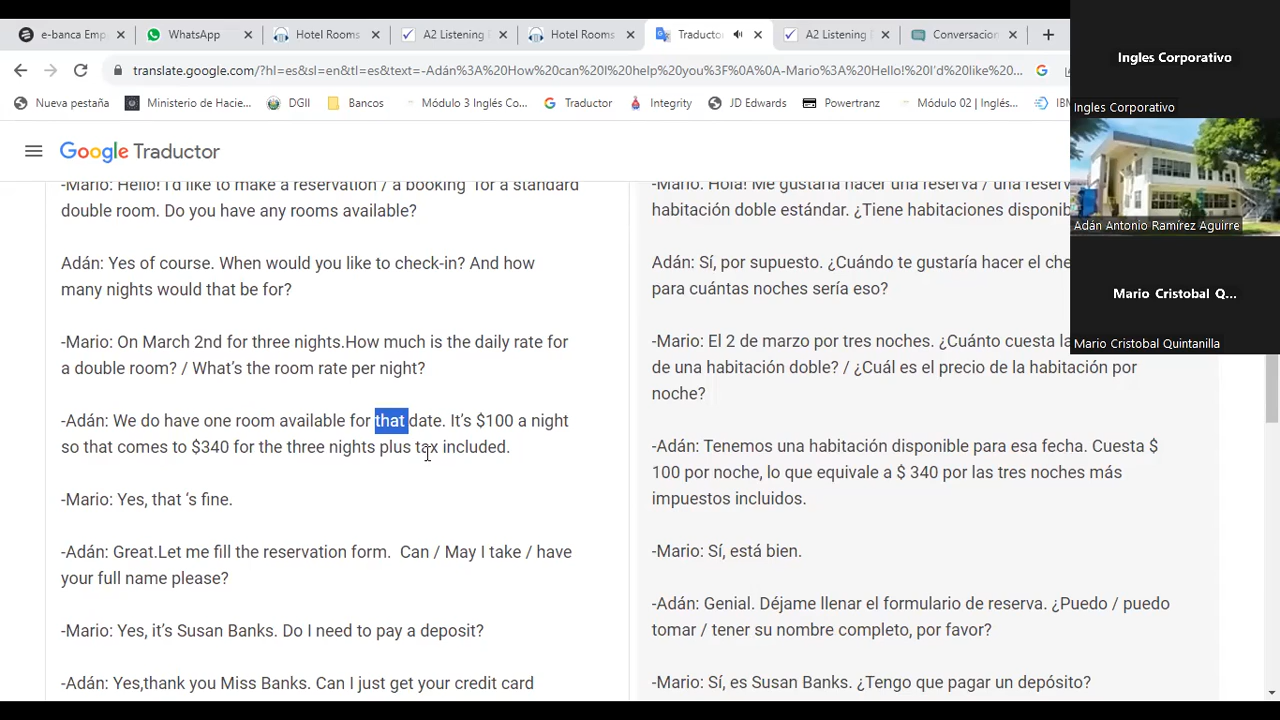 e-banca Emp
WhatsApp
Hotel Rooms
A2 Listening
Hotel Rooms
Traductor
A2 Listening
Conversacion
translate.google.com/?hl=es&sl=en&tl=es&text=-Adán%3A%20How%20can%20I%20help%20you%3F%0A%0A-Mario%3A%20Hello!%20I'd%20like%20...
Nueva pestaña
Ministerio de Hacie...
DGII
Bancos
Módulo 3 Inglés Co...
Traductor
Integrity
JD Edwards
Powertranz
Módulo 02 | Inglés...
Google Traductor
-Mario: Hello! I'd like to make a reservation / a booking for a standard
double room. Do you have any rooms available?
Adán: Yes of course. When would you like to check-in? And how
many nights would that be for?
-Mario: On March 2nd for three nights.How much is the daily rate for
a double room? / What's the room rate per night?
-Adán: We do have one room available for that date. It's $100 a night
so that comes to $340 for the three nights plus tax included.
-Mario: Yes, that 's fine.
-Adán: Great.Let me fill the reservation form. Can / May I take / have
your full name please?
-Mario: Yes, it's Susan Banks. Do I need to pay a deposit?
-Adán: Yes,thank you Miss Banks. Can I just get your credit card
-Mario: Hola! Me gustaría hacer una reserva / una reser
habitación doble estándar. ¿Tiene habitaciones disponib
Adán: Sí, por supuesto. ¿Cuándo te gustaría hacer el che
para cuántas noches sería eso?
-Mario: El 2 de marzo por tres noches. ¿Cuánto cuesta la
de una habitación doble? / ¿Cuál es el precio de la habitación por
noche?
-Adán: Tenemos una habitación disponible para esa fecha. Cuesta $
100 por noche, lo que equivale a $ 340 por las tres noches más
impuestos incluidos.
-Mario: Sí, está bien.
-Adán: Genial. Déjame llenar el formulario de reserva. ¿Puedo / puedo
tomar / tener su nombre completo, por favor?
-Mario: Sí, es Susan Banks. ¿Tengo que pagar un depósito?
Ingles Corporativo
Ingles Corporativo
Adán Antonio Ramírez Aguirre
Mario Cristobal Q...
Mario Cristobal Quintanilla